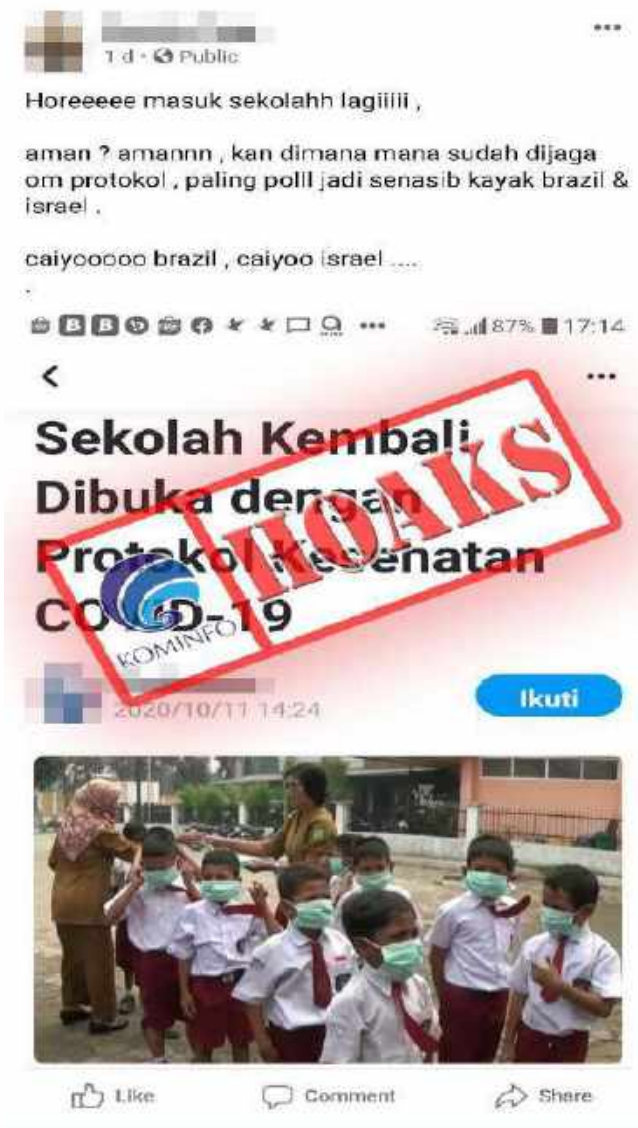 1 d · Public
Horeeeee masuk sekolahh lagiiiii ,
aman ? amannn , kan dimana mana sudah dijaga
om protokol , paling polll jadi senasib kayak brazil &
israel .
caiyooooo brazil , caiyoo israel ....
.
87% 17:14
Sekolah Kembali
Dibuka dengan
Protokol Kesehatan
COVID-19
HOAKS
KOMINFO
2020/10/11 14:24
Ikuti
Like Comment Share